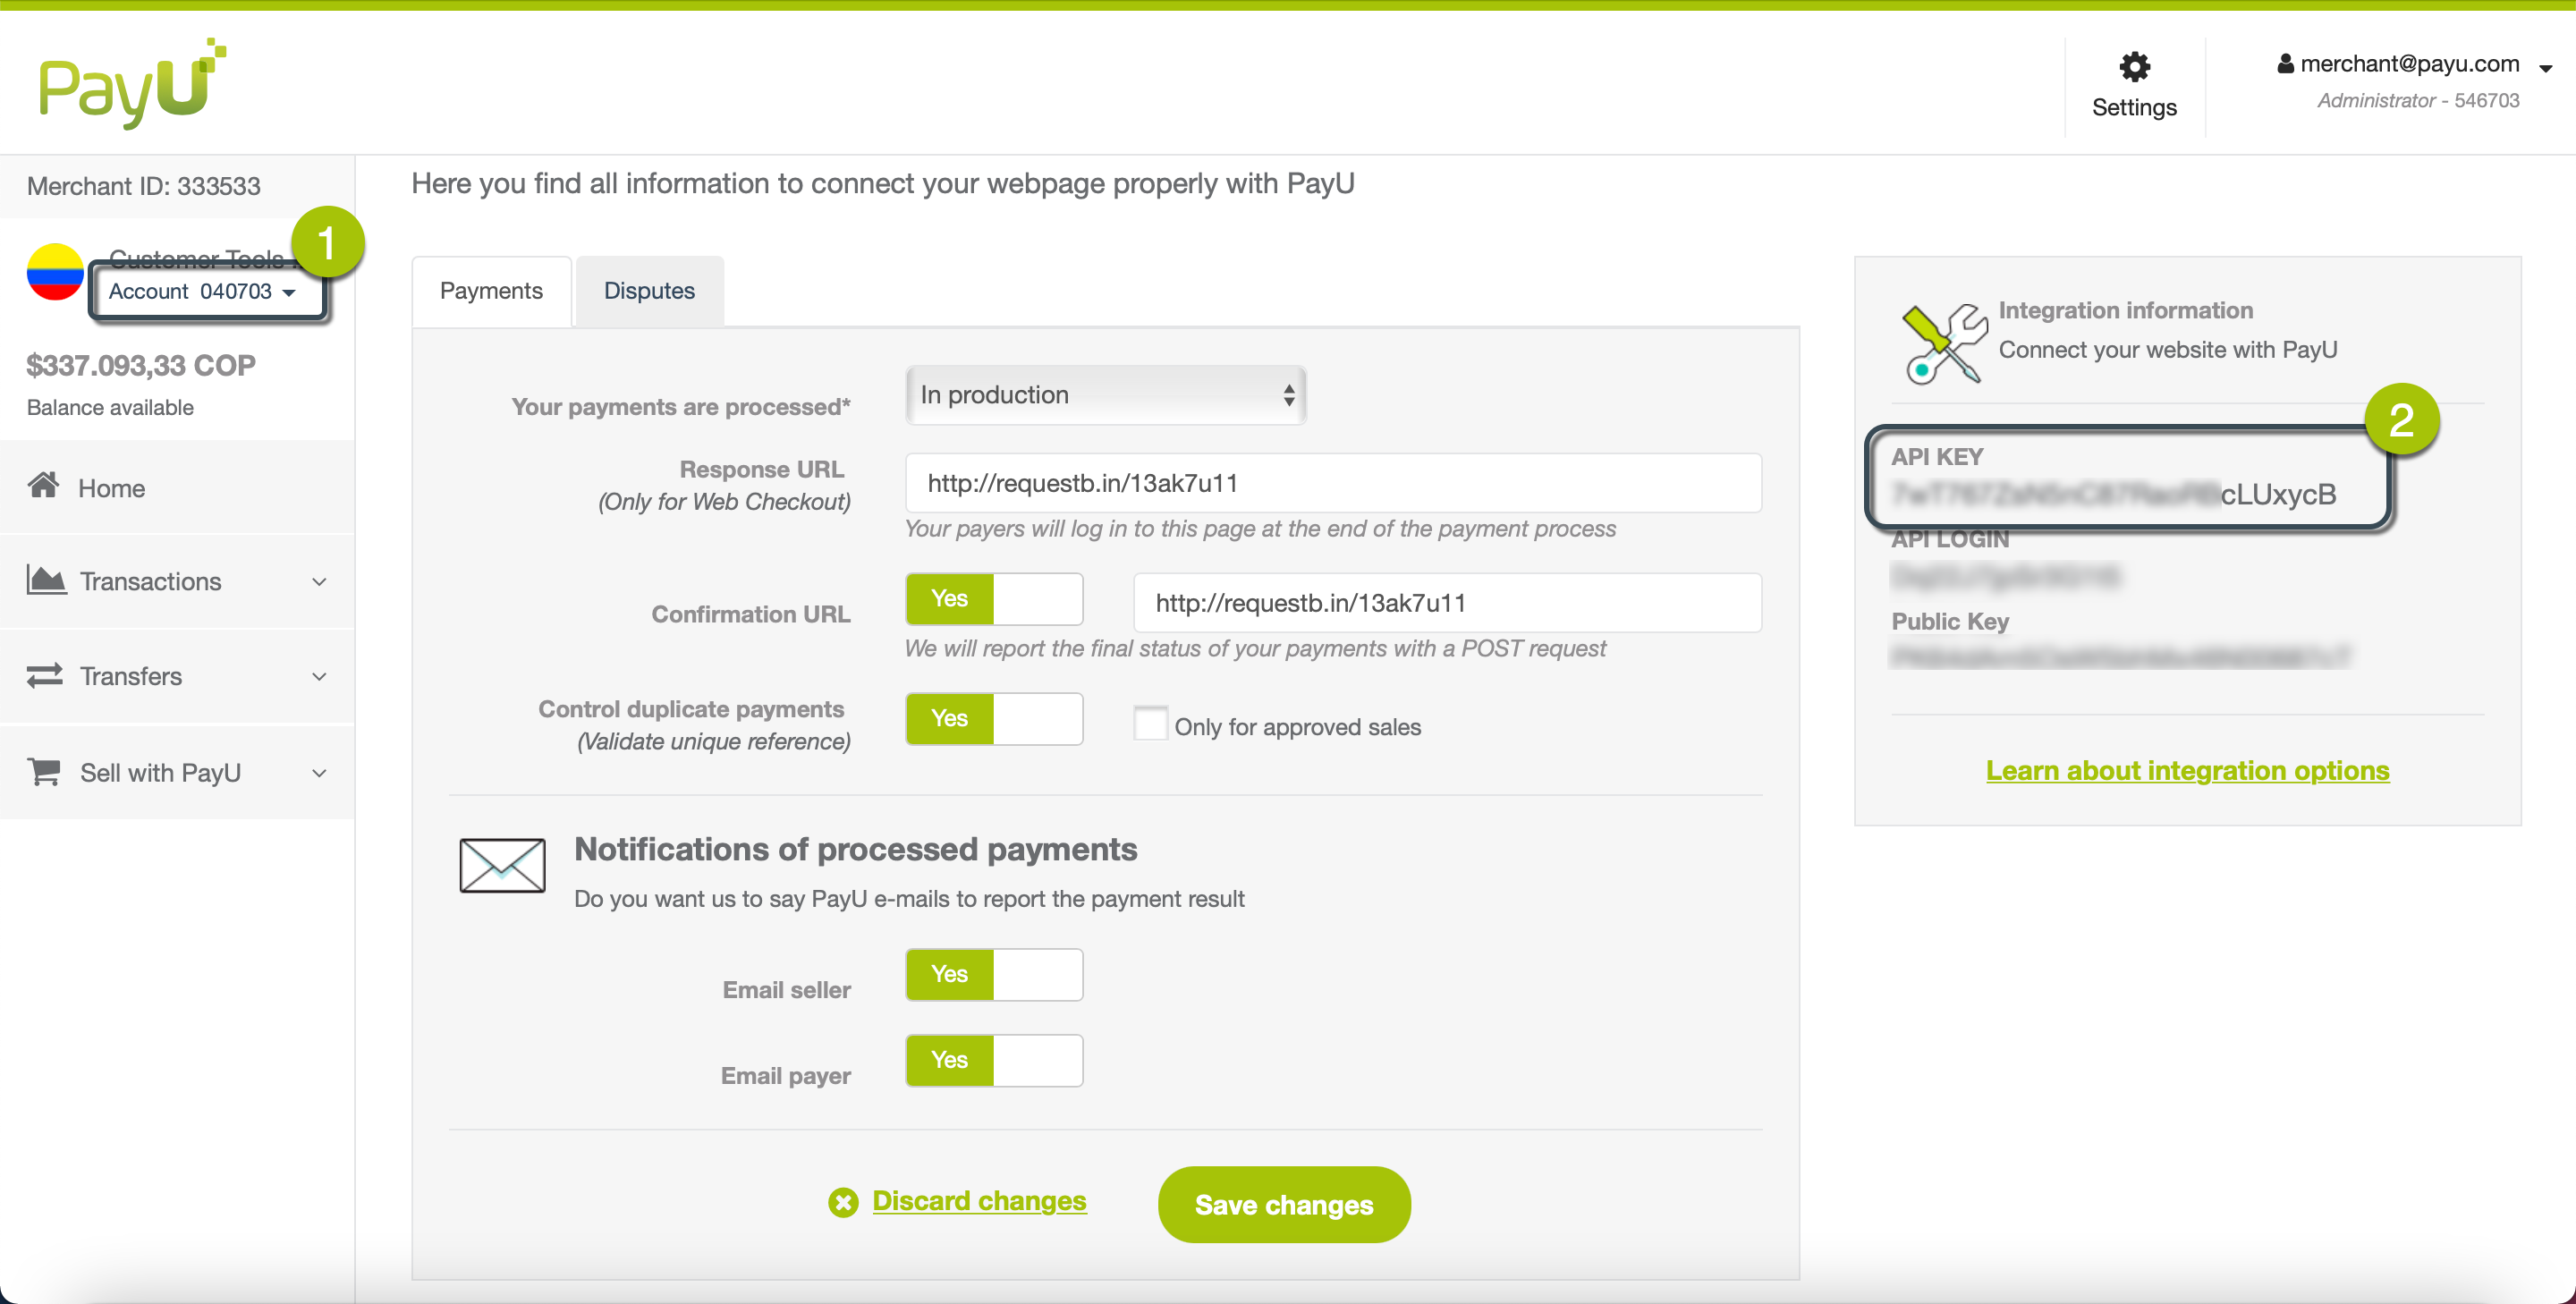 PayU
Settings
merchant@payu.com
Administrator - 546703
Merchant ID: 333533
Here you find all information to connect your webpage properly with PayU
1
Customer Tools ...
Account 040703
$337.093,33 COP
Balance available
Home
Transactions
Transfers
Sell with PayU
Payments
Disputes
Your payments are processed*
In production
Response URL
(Only for Web Checkout)
http://requestb.in/13ak7u11
Your payers will log in to this page at the end of the payment process
Confirmation URL
Yes
http://requestb.in/13ak7u11
We will report the final status of your payments with a POST request
Control duplicate payments
(Validate unique reference)
Yes
Only for approved sales
Notifications of processed payments
Do you want us to say PayU e-mails to report the payment result
Email seller
Yes
Email payer
Yes
Discard changes
Save changes
Integration information
Connect your website with PayU
2
API KEY
cLUxycB
API LOGIN
Public Key
Learn about integration options